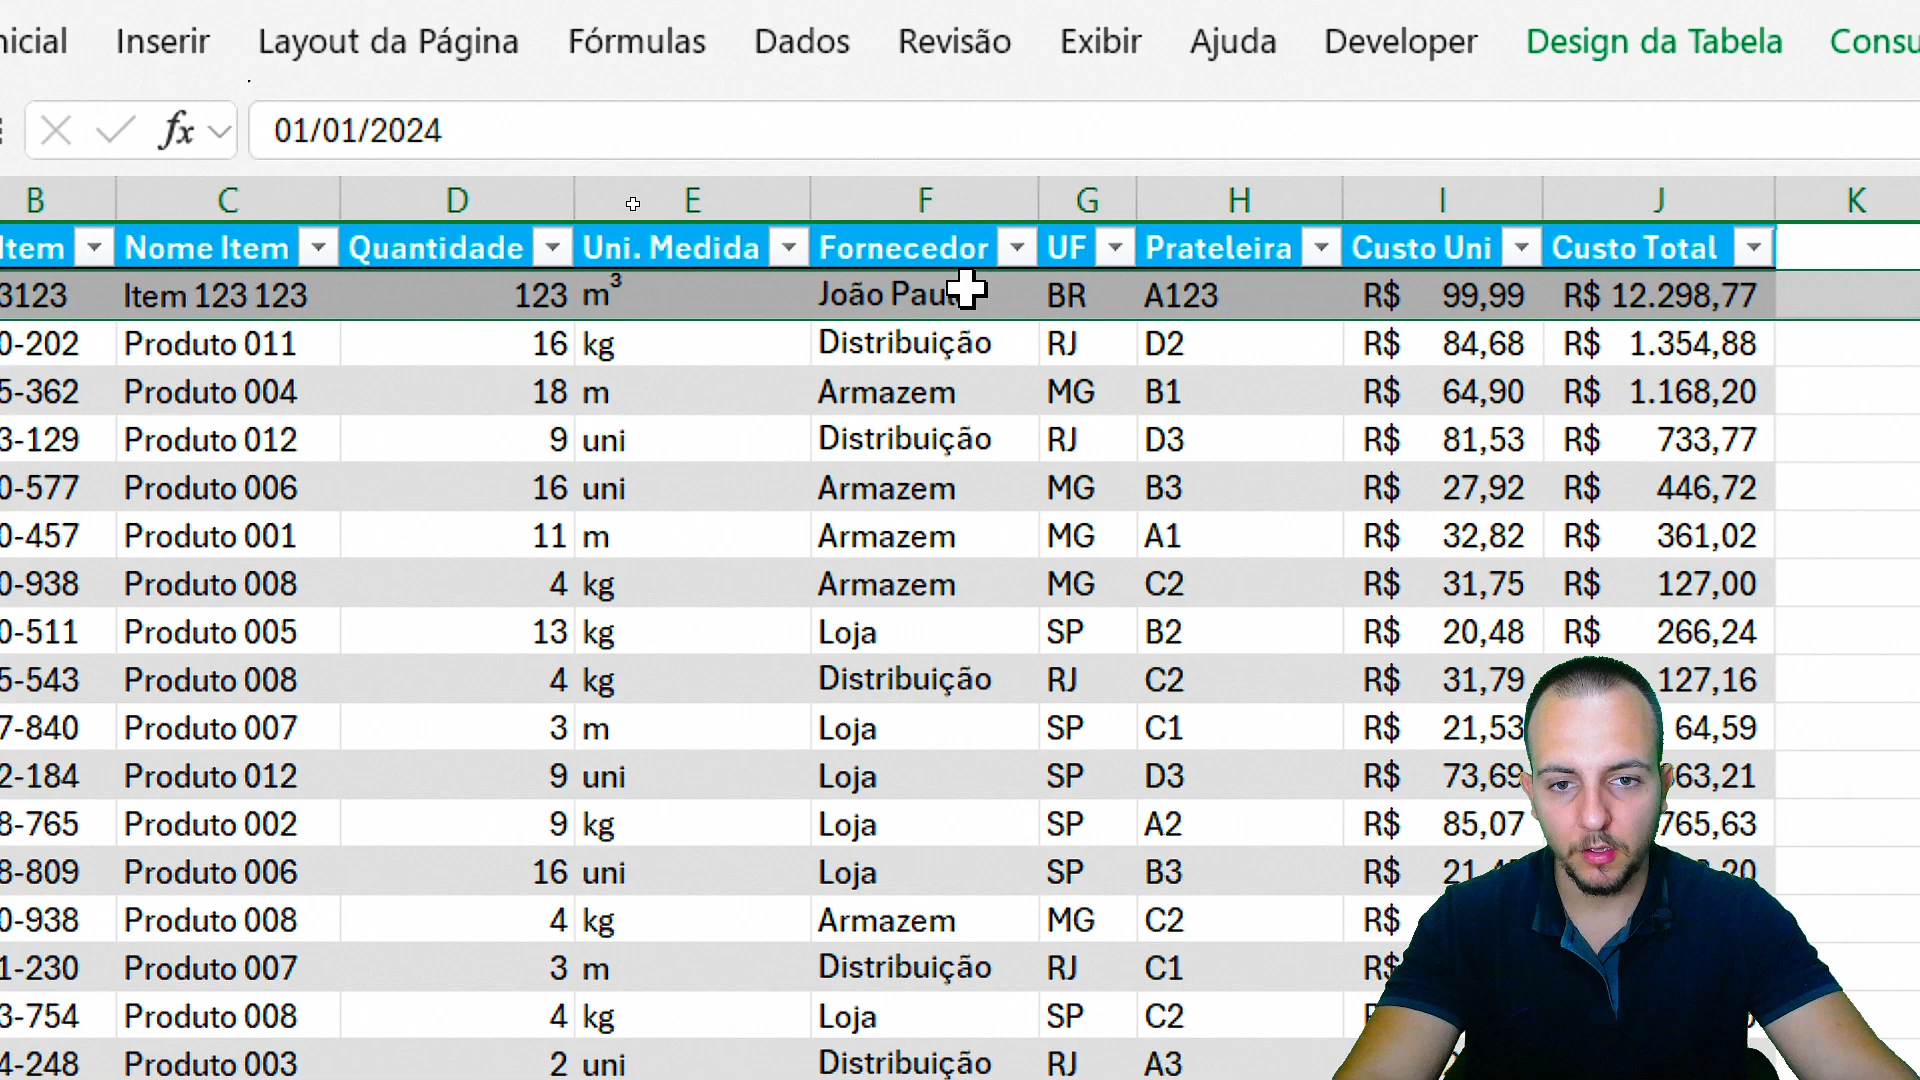 Inserir Layout da Página Fórmulas Dados Revisão Exibir Ajuda Developer Design da Tabela
fx 01/01/2024
B C D E F G H I J K
Item Nome Item Quantidade Uni. Medida Fornecedor UF Prateleira Custo Uni Custo Total
3123 Item 123 123 123 m³ João BR A123 R$ 99,99 R$ 12.298,77
0-202 Produto 011 16 kg Distribuição RJ D2 R$ 84,68 R$ 1.354,88
5-362 Produto 004 18 m Armazem MG B1 R$ 64,90 R$ 1.168,20
3-129 Produto 012 9 uni Distribuição RJ D3 R$ 81,53 R$ 733,77
0-577 Produto 006 16 uni Armazem MG B3 R$ 27,92 R$ 446,72
0-457 Produto 001 11 m Armazem MG A1 R$ 32,82 R$ 361,02
0-938 Produto 008 4 kg Armazem MG C2 R$ 31,75 R$ 127,00
0-511 Produto 005 13 kg Loja SP B2 R$ 20,48 R$ 266,24
5-543 Produto 008 4 kg Distribuição RJ C2 R$ 31,79 127,16
7-840 Produto 007 3 m Loja SP C1 R$ 21,53 64,59
2-184 Produto 012 9 uni Loja SP D3 R$ 73,69 63,21
8-765 Produto 002 9 kg Loja SP A2 R$ 85,07 765,63
8-809 Produto 006 16 uni Loja SP B3 R$
0-938 Produto 008 4 kg Armazem MG C2 R$
1-230 Produto 007 3 m Distribuição RJ C1 R$
3-754 Produto 008 4 kg Loja SP C2
4-248 Produto 003 2 uni Distribuição RJ A3